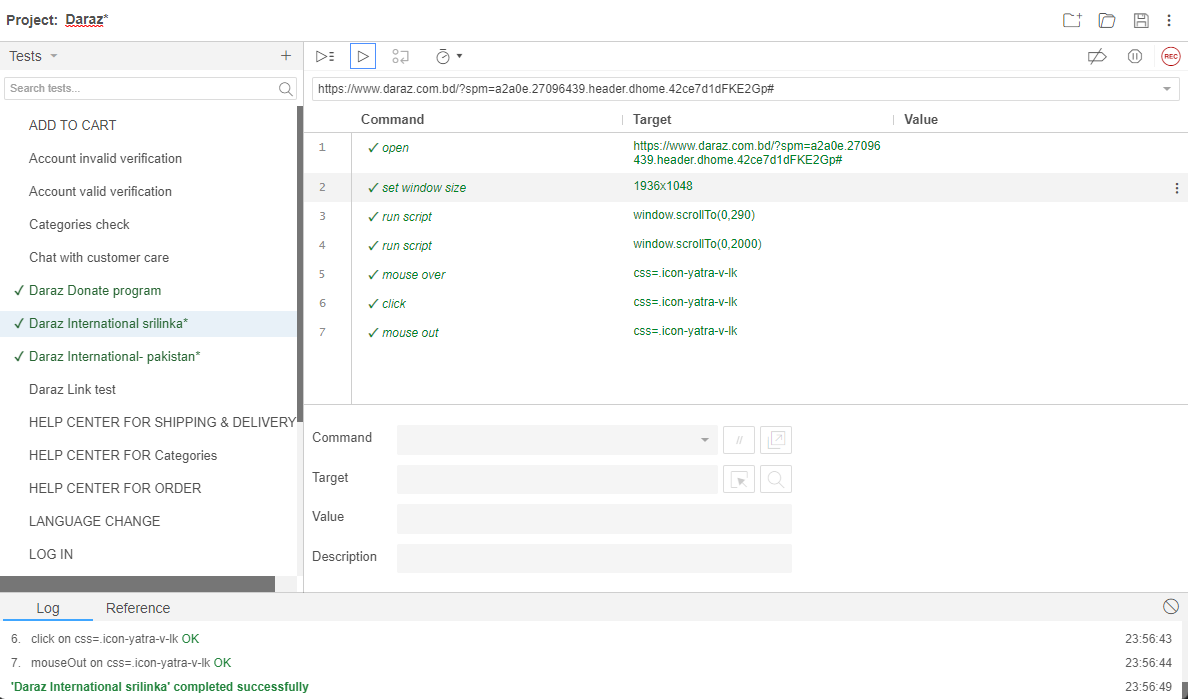 Project: Daraz*
Tests
Search tests...
ADD TO CART
Account invalid verification
Account valid verification
Categories check
Chat with customer care
✓ Daraz Donate program
✓ Daraz International srilinka*
✓ Daraz International- pakistan*
Daraz Link test
HELP CENTER FOR SHIPPING & DELIVERY
HELP CENTER FOR Categories
HELP CENTER FOR ORDER
LANGUAGE CHANGE
LOG IN
REC
https://www.daraz.com.bd/?spm=a2a0e.27096439.header.dhome.42ce7d1dFKE2Gp#
Command Target Value
1 ✓ open https://www.daraz.com.bd/?spm=a2a0e.27096
439.header.dhome.42ce7d1dFKE2Gp#
2 ✓ set window size 1936x1048
3 ✓ run script window.scrollTo(0,290)
4 ✓ run script window.scrollTo(0,2000)
5 ✓ mouse over css=.icon-yatra-v-lk
6 ✓ click css=.icon-yatra-v-lk
7 ✓ mouse out css=.icon-yatra-v-lk
Command //
Target
Value
Description
Log Reference
6. click on css=.icon-yatra-v-lk OK 23:56:43
7. mouseOut on css=.icon-yatra-v-lk OK 23:56:44
'Daraz International srilinka' completed successfully 23:56:49